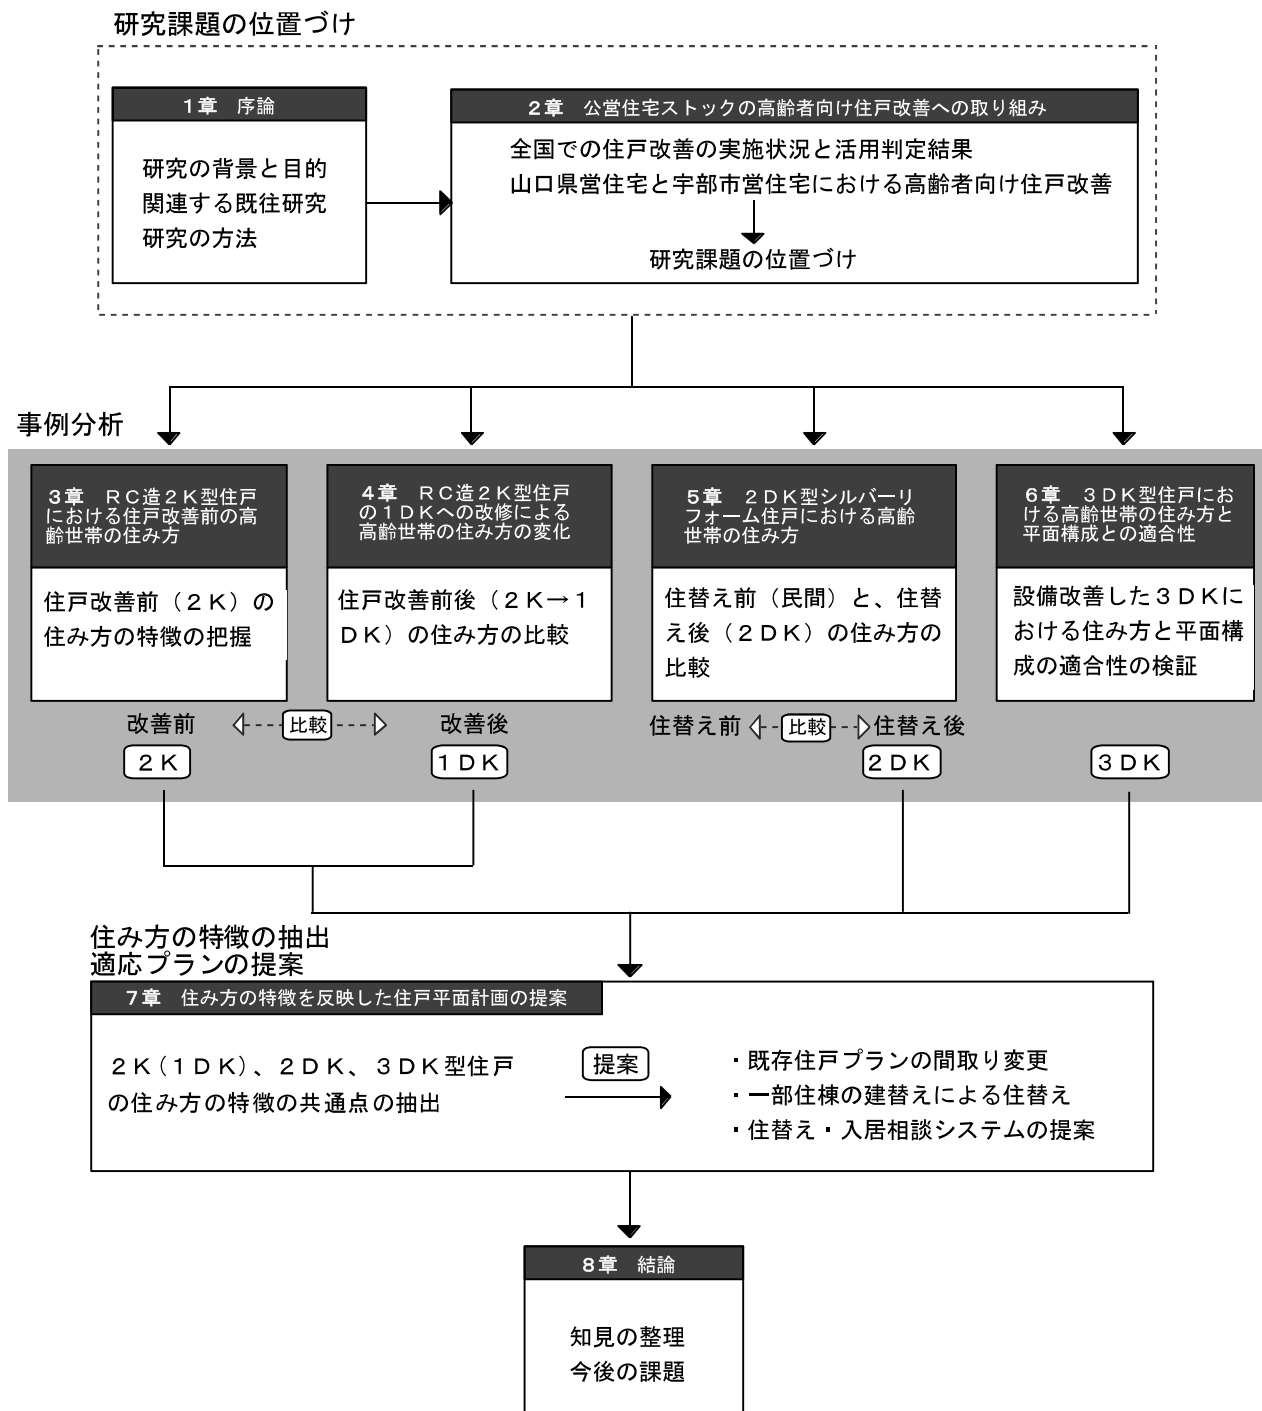 研究課題の位置づけ
1章　序論
研究の背景と目的
関連する既往研究
研究の方法
2章　公営住宅ストックの高齢者向け住戸改善への取り組み
全国での住戸改善の実施状況と活用判定結果
山口県営住宅と宇部市営住宅における高齢者向け住戸改善
研究課題の位置づけ
事例分析
3章　ＲＣ造２Ｋ型住戸
における住戸改善前の高
齢世帯の住み方
住戸改善前（２Ｋ）の
住み方の特徴の把握
4章　ＲＣ造２Ｋ型住戸
の１DKへの改修による
高齢世帯の住み方の変化
住戸改善前後（２Ｋ→１
ＤＫ）の住み方の比較
5章　２ＤＫ型シルバーリ
フォーム住戸における高齢
世帯の住み方
住替え前（民間）と、住替
え後（２ＤＫ）の住み方の
比較
6章　３ＤＫ型住戸にお
ける高齢世帯の住み方と
平面構成との適合性
設備改善した３ＤＫに
おける住み方と平面構
成の適合性の検証
改善前
比較
改善後
住替え前
比較
住替え後
２Ｋ
１ＤＫ
２ＤＫ
３ＤＫ
住み方の特徴の抽出
適応プランの提案
7章　住み方の特徴を反映した住戸平面計画の提案
２Ｋ(１ＤＫ)、２ＤＫ、３ＤＫ型住戸
の住み方の特徴の共通点の抽出
提案
・既存住戸プランの間取り変更
・一部住棟の建替えによる住替え
・住替え・入居相談システムの提案
8章　結論
知見の整理
今後の課題